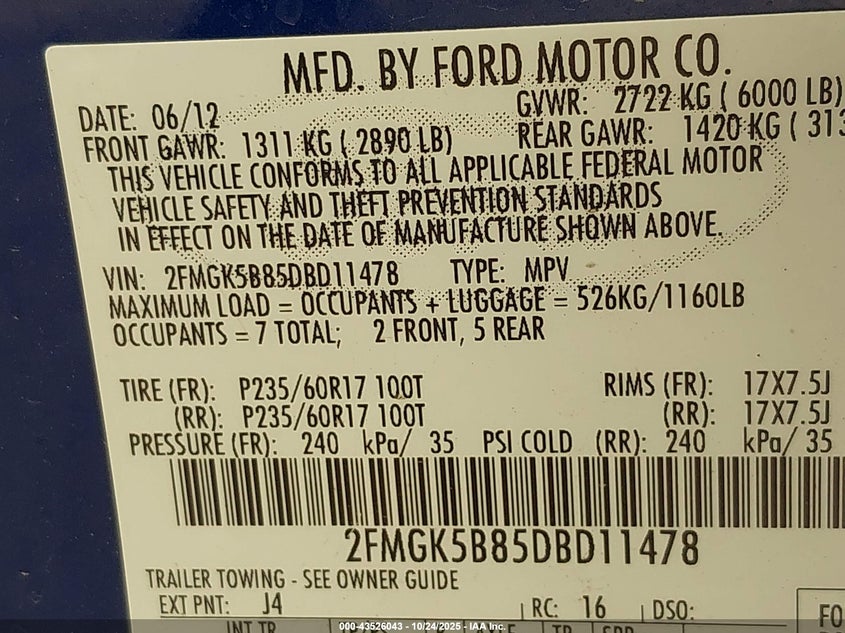 MFD. BY FORD MOTOR CO.
DATE: 06/12 GVWR: 2722 KG ( 6000 LB)
FRONT GAWR: 1311 KG ( 2890 LB) REAR GAWR: 1420 KG (
THIS VEHICLE CONFORMS TO ALL APPLICABLE FEDERAL MOTOR
VEHICLE SAFETY AND THEFT PREVENTION STANDARDS
IN EFFECT ON THE DATE OF MANUFACTURE SHOWN ABOVE.
VIN: 2FMGK5B85DBD11478 TYPE: MPV
MAXIMUM LOAD = OCCUPANTS + LUGGAGE = 526KG/1160LB
OCCUPANTS = 7 TOTAL; 2 FRONT, 5 REAR
TIRE (FR): P235/60R17 100T RIMS (FR): 17X7.5J
(RR): P235/60R17 100T (RR): 17X7.5J
PRESSURE (FR): 240 kPa/ 35 PSI COLD (RR): 240 kPa/ 35
2FMGK5B85DBD11478
TRAILER TOWING - SEE OWNER GUIDE
EXT PNT: J4 RC: 16 DSO:
INT TR
000-43526043 - 10/24/2025 - IAA Inc.